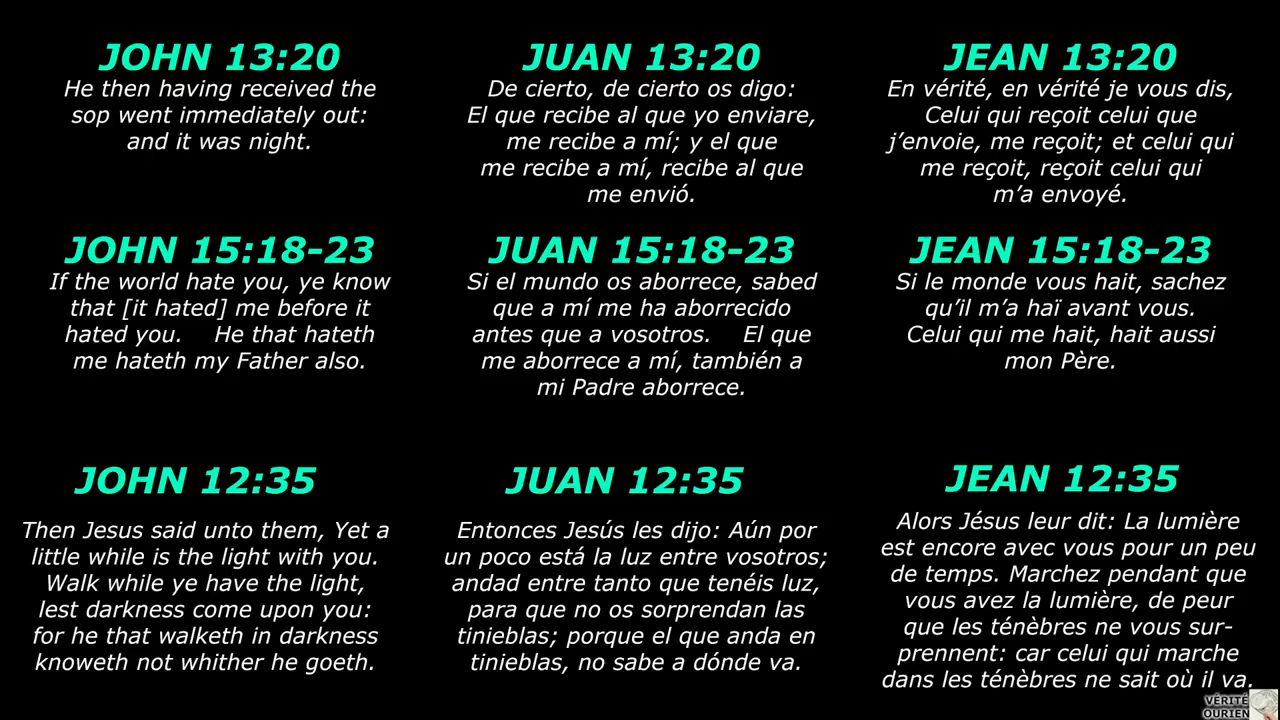 JOHN 13:20
He then having received the
sop went immediately out:
and it was night.
JUAN 13:20
De cierto, de cierto os digo:
El que recibe al que yo enviare,
me recibe a mí; y el que
me recibe a mí, recibe al que
me envió.
JEAN 13:20
En vérité, en vérité je vous dis,
Celui qui reçoit celui que
j’envoie, me reçoit; et celui qui
me reçoit, reçoit celui qui
m’a envoyé.
JOHN 15:18-23
If the world hate you, ye know
that [it hated] me before it
hated you. He that hateth
me hateth my Father also.
JUAN 15:18-23
Si el mundo os aborrece, sabed
que a mí me ha aborrecido
antes que a vosotros. El que
me aborrece a mí, también a
mi Padre aborrece.
JEAN 15:18-23
Si le monde vous hait, sachez
qu’il m’a haï avant vous.
Celui qui me hait, hait aussi
mon Père.
JOHN 12:35
Then Jesus said unto them, Yet a
little while is the light with you.
Walk while ye have the light,
lest darkness come upon you:
for he that walketh in darkness
knoweth not whither he goeth.
JUAN 12:35
Entonces Jesús les dijo: Aún por
un poco está la luz entre vosotros;
andad entre tanto que tenéis luz,
para que no os sorprendan las
tinieblas; porque el que anda en
tinieblas, no sabe a dónde va.
JEAN 12:35
Alors Jésus leur dit: La lumière
est encore avec vous pour un peu
de temps. Marchez pendant que
vous avez la lumière, de peur
que les ténèbres ne vous sur-
prennent: car celui qui marche
dans les ténèbres ne sait où il va.
VÉRITÉ
OURIEN